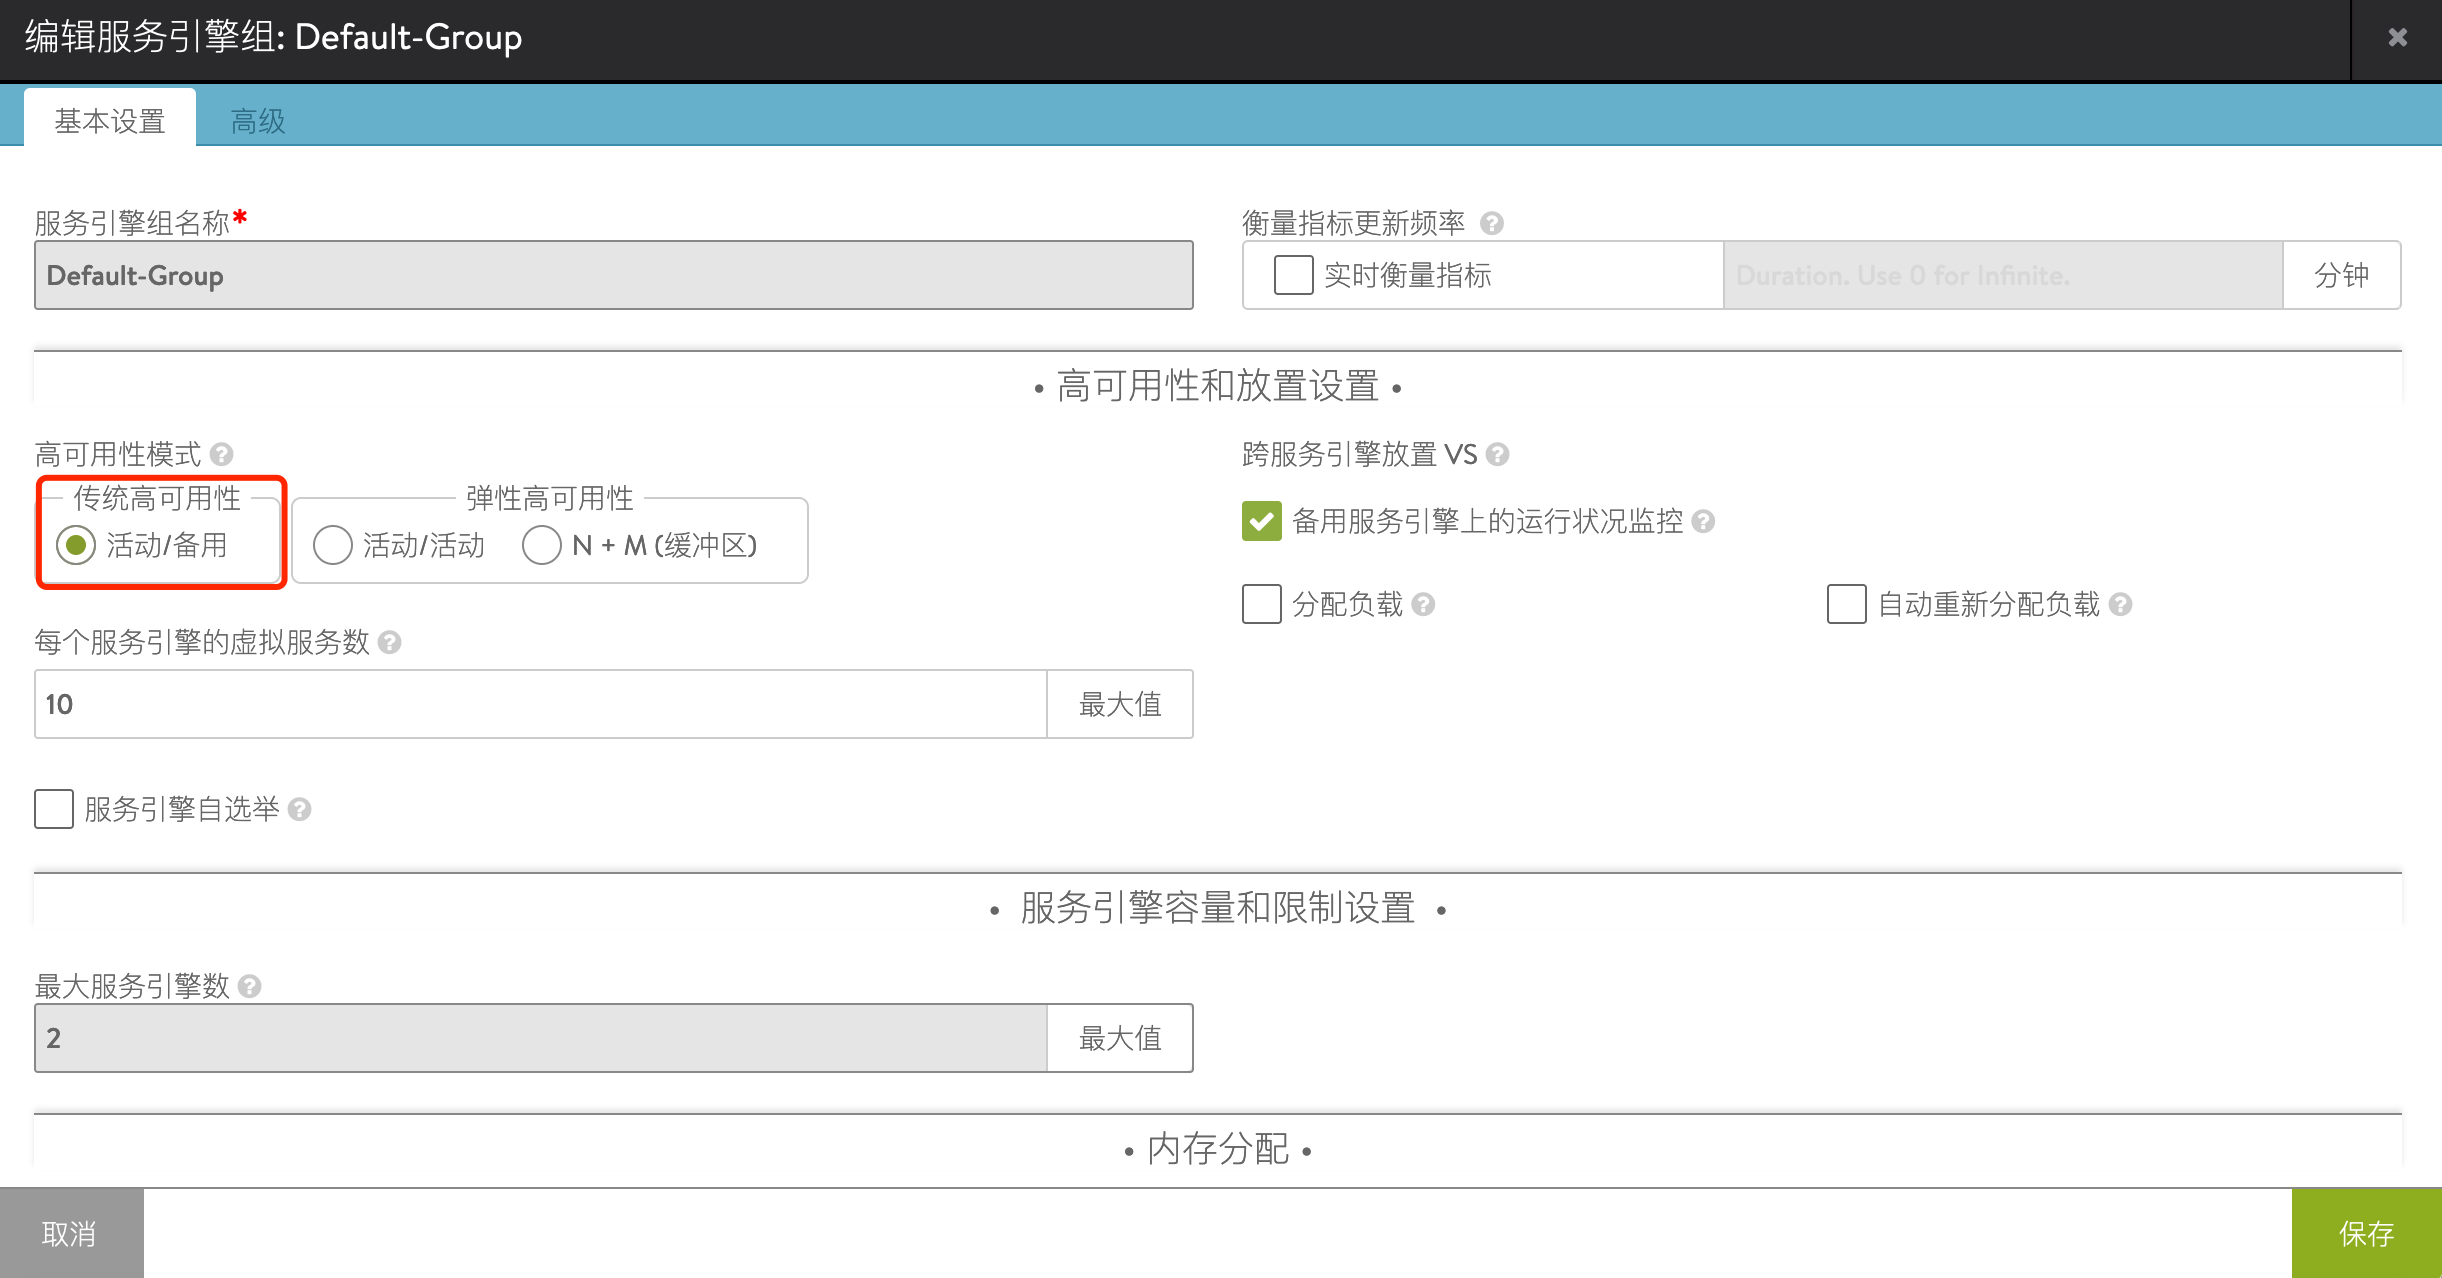 编辑服务引擎组: Default-Group
基本设置
高级
服务引擎组名称*
Default-Group
衡量指标更新频率
实时衡量指标
Duration. Use 0 for Infinite.
分钟
• 高可用性和放置设置 •
高可用性模式
传统高可用性
活动/备用
弹性高可用性
活动/活动
N + M (缓冲区)
跨服务引擎放置 VS
备用服务引擎上的运行状况监控
分配负载
自动重新分配负载
每个服务引擎的虚拟服务数
10
最大值
服务引擎自选举
• 服务引擎容量和限制设置 •
最大服务引擎数
2
最大值
• 内存分配 •
取消
保存